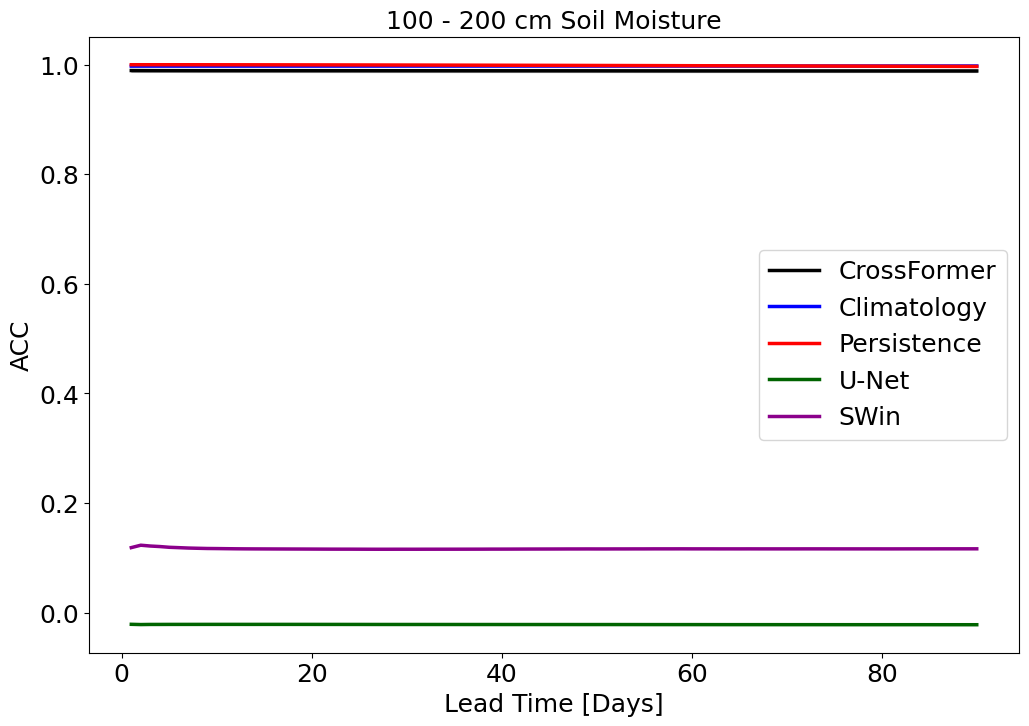 100 - 200 cm Soil Moisture
ACC
1.0
0.8
0.6
0.4
0.2
0.0
CrossFormer
Climatology
Persistence
U-Net
SWin
0 20 40 60 80
Lead Time [Days]